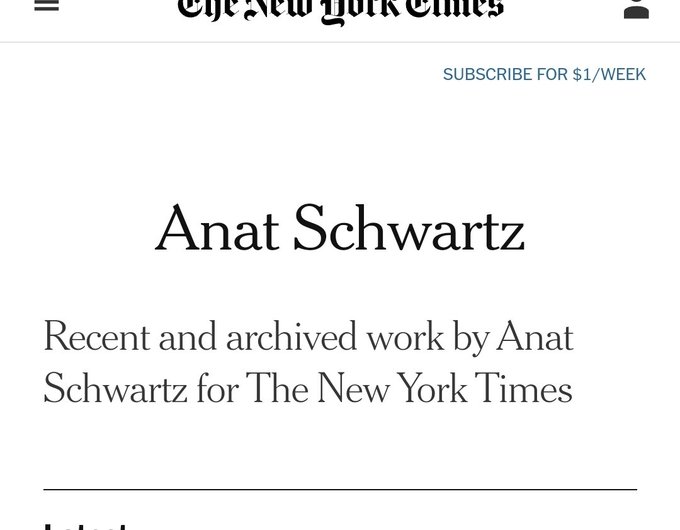 The New York Times
SUBSCRIBE FOR $1/WEEK
Anat Schwartz
Recent and archived work by Anat
Schwartz for The New York Times
Latest